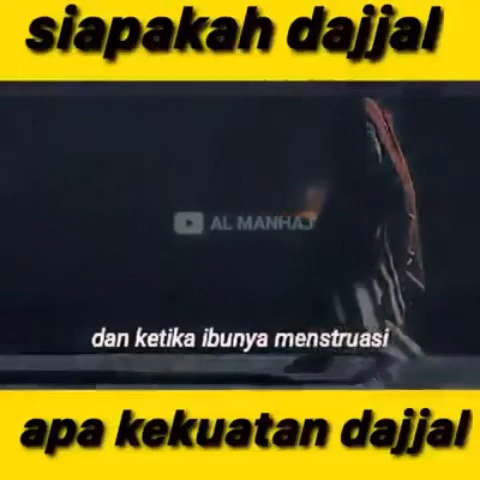 siapakah dajjal
AL MANHAJ
dan ketika ibunya menstruasi
apa kekuatan dajjal